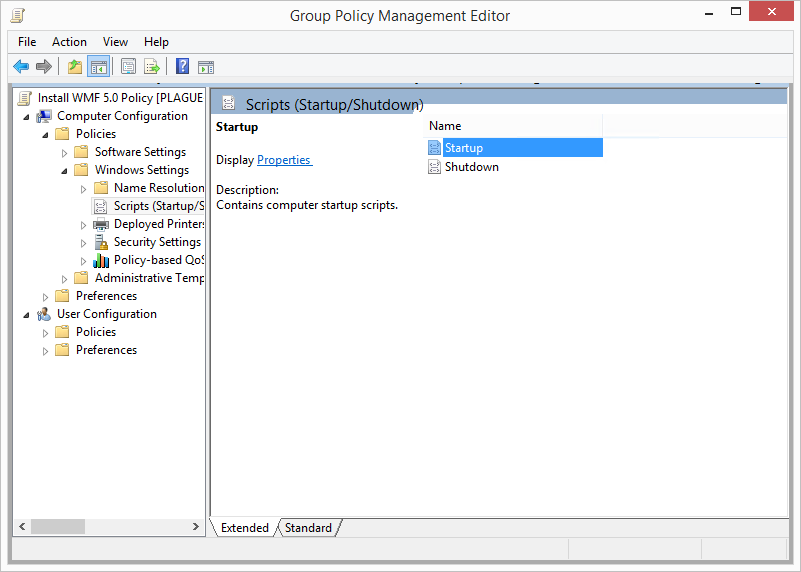 Group Policy Management Editor
File Action View Help
Install WMF 5.0 Policy [PLAGUE
Computer Configuration
Policies
Software Settings
Windows Settings
Name Resolution
Scripts (Startup/S
Deployed Printers
Security Settings
Policy-based QoS
Administrative Temp
Preferences
User Configuration
Policies
Preferences
Scripts (Startup/Shutdown)
Startup
Display Properties
Description:
Contains computer startup scripts.
Name
Startup
Shutdown
Extended Standard